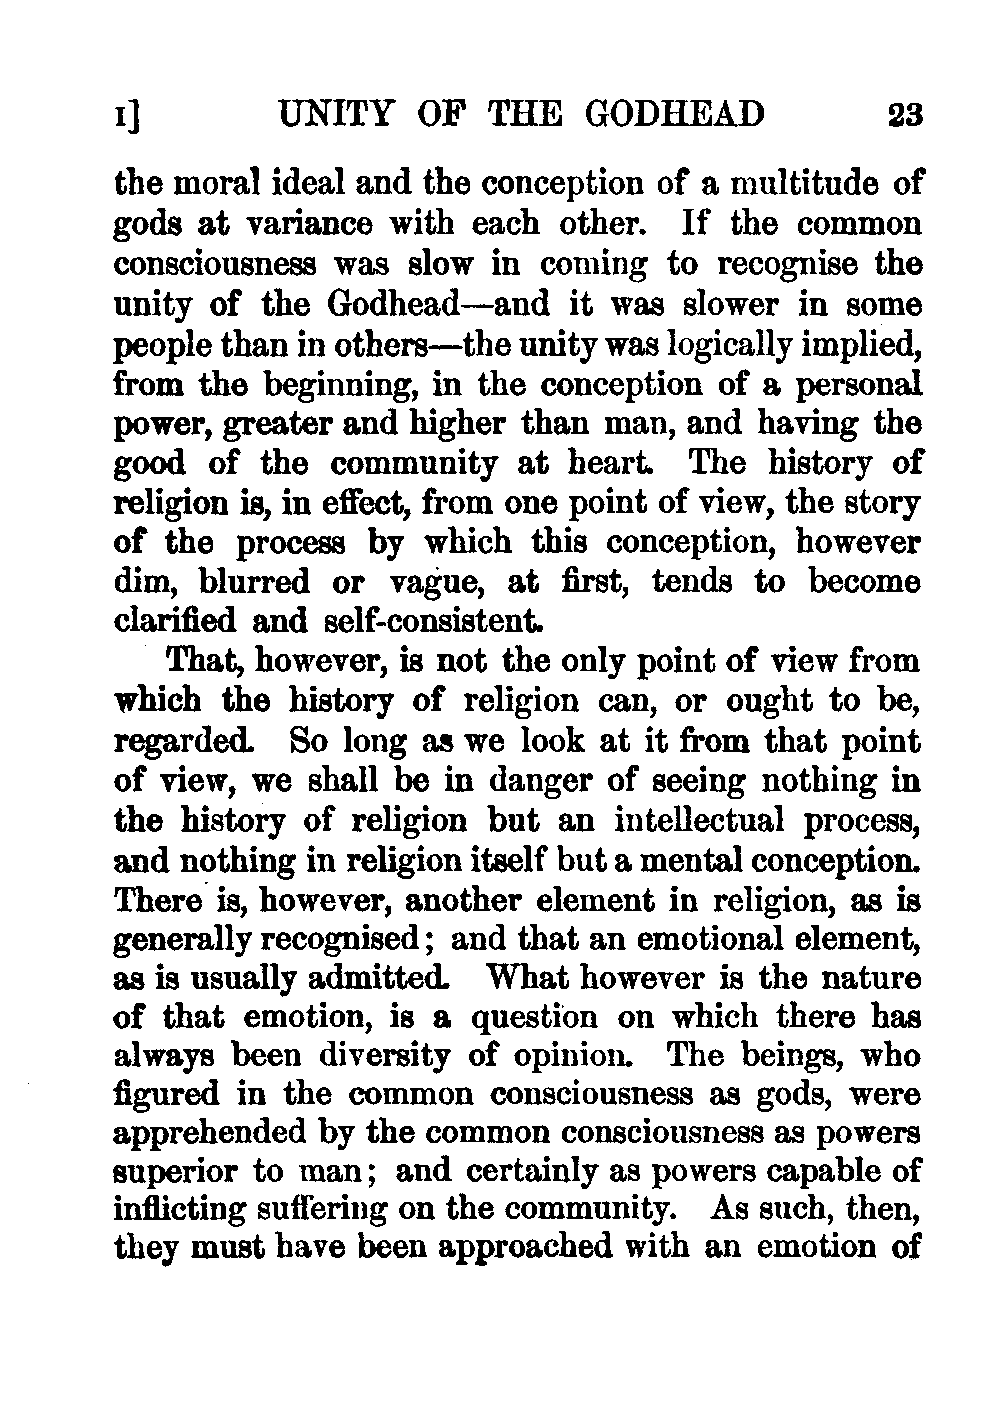 I] UNITY OF THE GODHEAD 23
the moral ideal and the conception of a multitude of
gods at variance with each other. If the common
consciousness was slow in coming to recognise the
unity of the Godhead—and it was slower in some
people than in others—the unity was logically implied,
from the beginning, in the conception of a personal
power, greater and higher than man, and having the
good of the community at heart. The history of
religion is, in effect, from one point of view, the story
of the process by which this conception, however
dim, blurred or vague, at first, tends to become
clarified and self-consistent.
That, however, is not the only point of view from
which the history of religion can, or ought to be,
regarded. So long as we look at it from that point
of view, we shall be in danger of seeing nothing in
the history of religion but an intellectual process,
and nothing in religion itself but a mental conception.
There is, however, another element in religion, as is
generally recognised; and that an emotional element,
as is usually admitted. What however is the nature
of that emotion, is a question on which there has
always been diversity of opinion. The beings, who
figured in the common consciousness as gods, were
apprehended by the common consciousness as powers
superior to man; and certainly as powers capable of
inflicting suffering on the community. As such, then,
they must have been approached with an emotion of